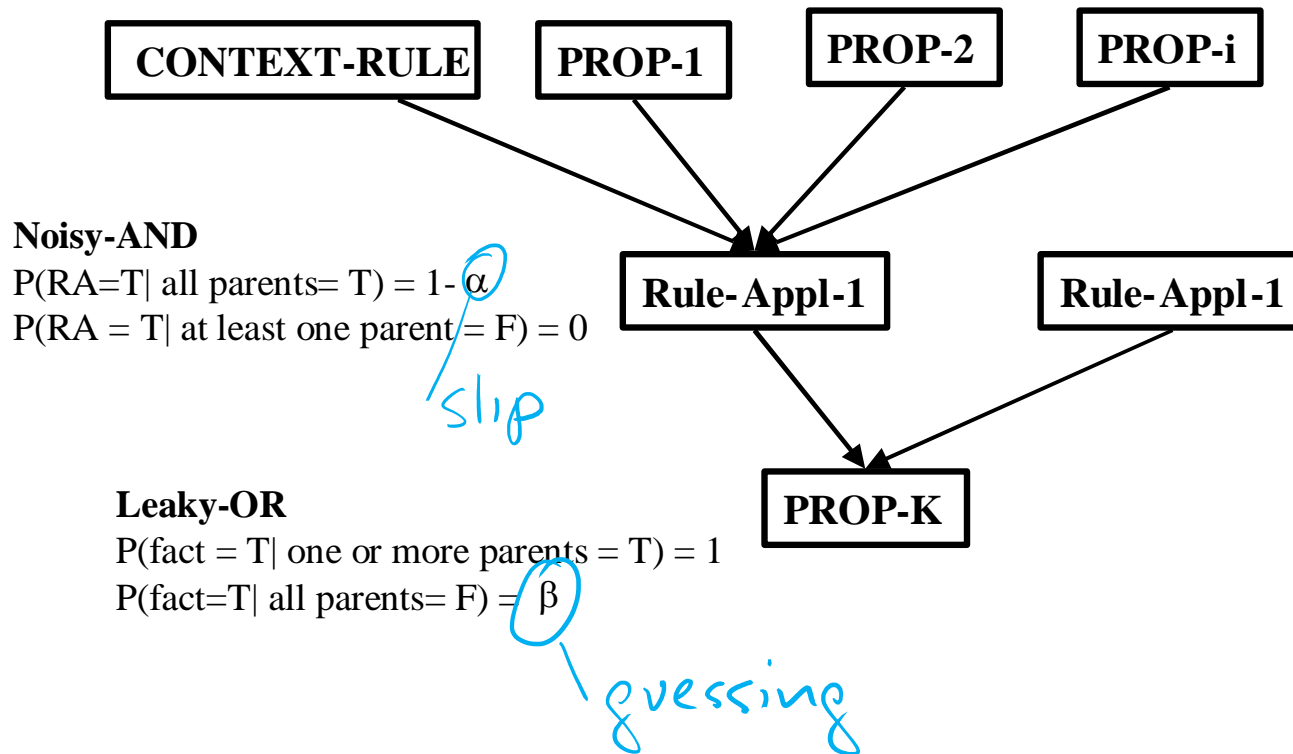 CONTEXT-RULE PROP-1 PROP-2 PROP-i
Noisy-AND
P(RA=T| all parents= T) = 1- α
P(RA = T| at least one parent = F) = 0
slip
Rule-Appl-1 Rule-Appl-1
Leaky-OR
P(fact = T| one or more parents = T) = 1
P(fact=T| all parents= F) = β
guessing
PROP-K